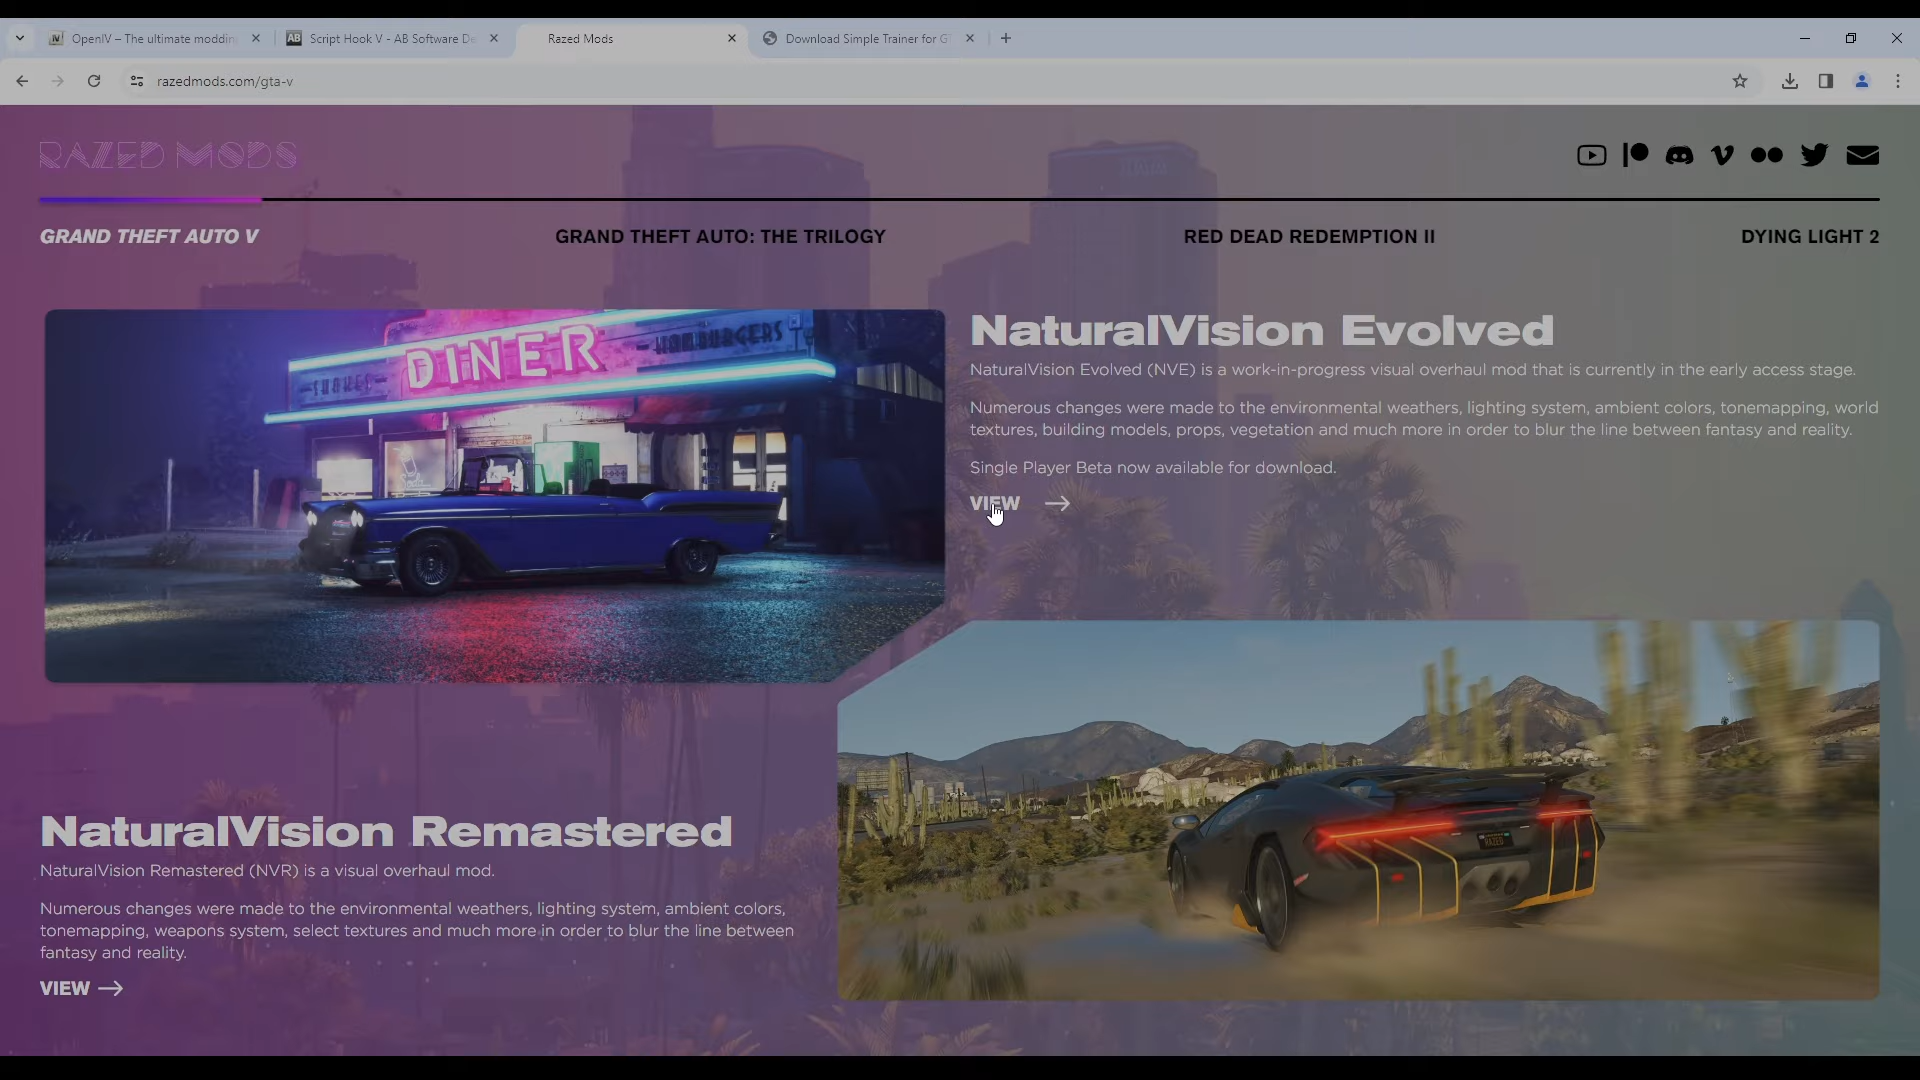 OpenIV – The ultimate moddin
Script Hook V - AB Software De
Razed Mods
Download Simple Trainer for G
razedmods.com/gta-v
RAZED MODS
GRAND THEFT AUTO V
GRAND THEFT AUTO: THE TRILOGY
RED DEAD REDEMPTION II
DYING LIGHT 2
DINER
HAMBURGERS
SHAKES
NaturalVision Evolved
NaturalVision Evolved (NVE) is a work-in-progress visual overhaul mod that is currently in the early access stage.
Numerous changes were made to the environmental weathers, lighting system, ambient colors, tonemapping, world
textures, building models, props, vegetation and much more in order to blur the line between fantasy and reality.
Single Player Beta now available for download.
VIEW
NaturalVision Remastered
NaturalVision Remastered (NVR) is a visual overhaul mod.
Numerous changes were made to the environmental weathers, lighting system, ambient colors,
tonemapping, weapons system, select textures and much more in order to blur the line between
fantasy and reality.
VIEW
RAZED